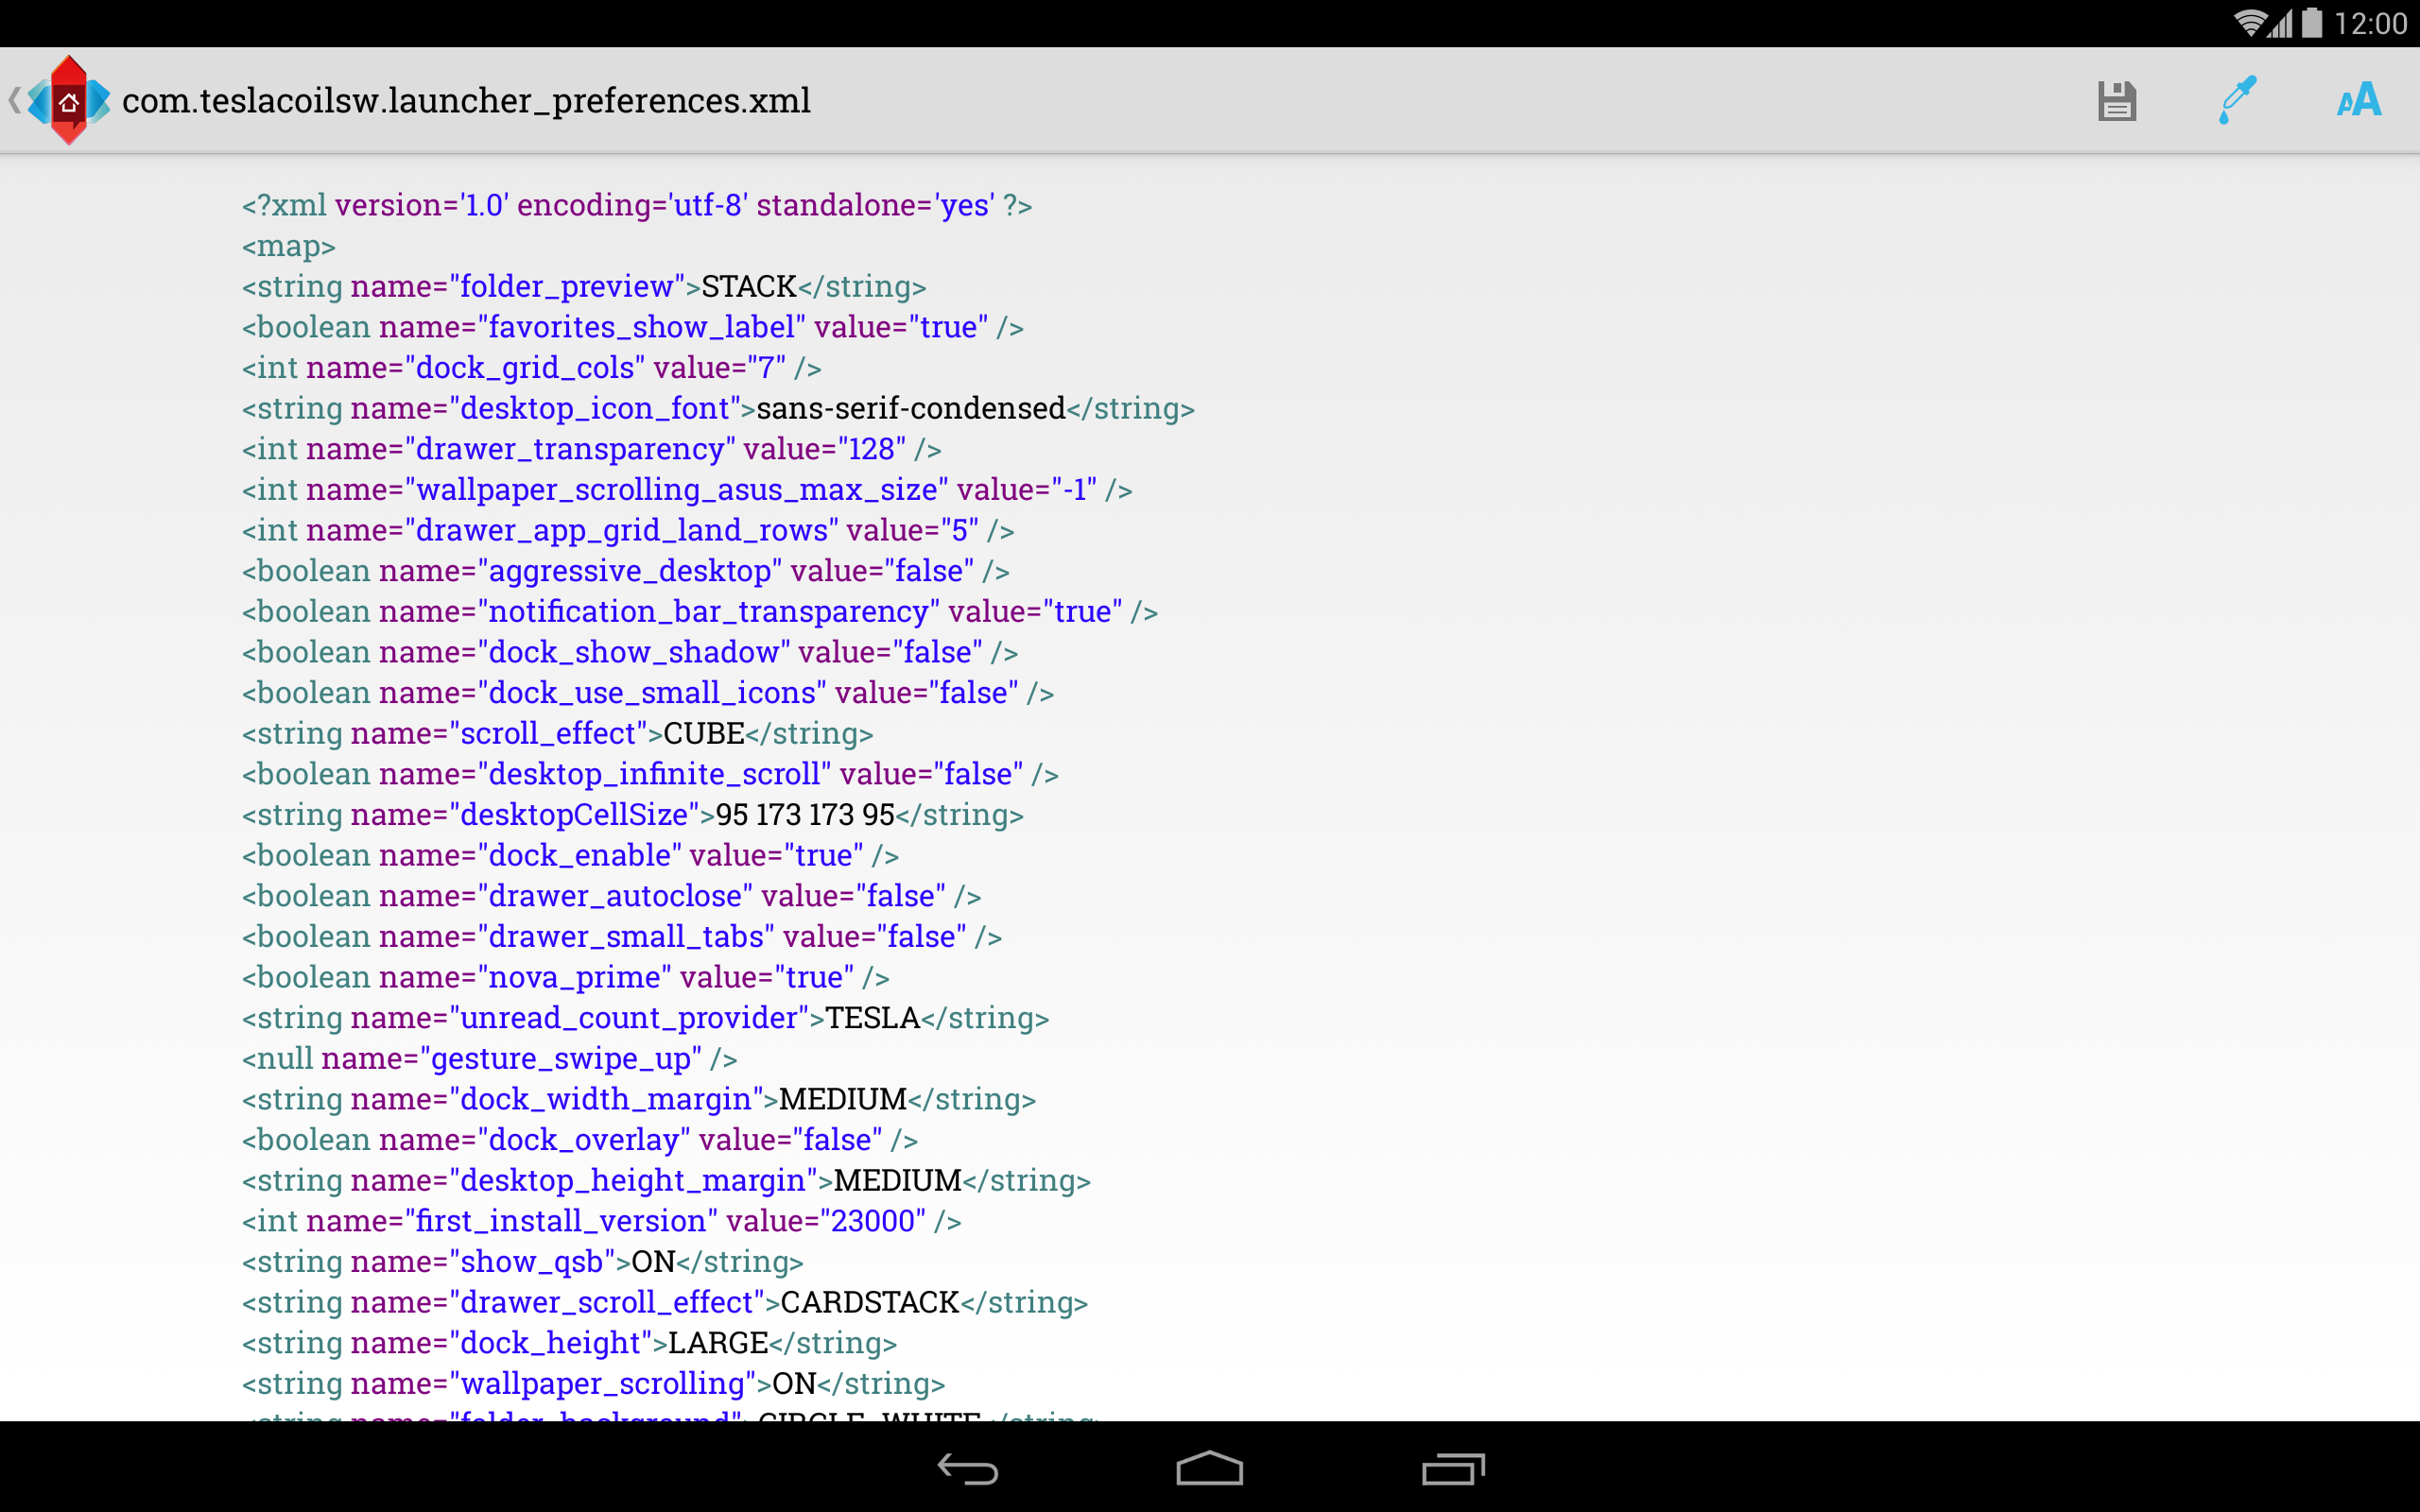 12:00
com.teslacoilsw.launcher_preferences.xml
AA
<?xml version='1.0' encoding='utf-8' standalone='yes' ?>
<map>
<string name="folder_preview">STACK</string>
<boolean name="favorites_show_label" value="true" />
<int name="dock_grid_cols" value="7" />
<string name="desktop_icon_font">sans-serif-condensed</string>
<int name="drawer_transparency" value="128" />
<int name="wallpaper_scrolling_asus_max_size" value="-1" />
<int name="drawer_app_grid_land_rows" value="5" />
<boolean name="aggressive_desktop" value="false" />
<boolean name="notification_bar_transparency" value="true" />
<boolean name="dock_show_shadow" value="false" />
<boolean name="dock_use_small_icons" value="false" />
<string name="scroll_effect">CUBE</string>
<boolean name="desktop_infinite_scroll" value="false" />
<string name="desktopCellSize">95 173 173 95</string>
<boolean name="dock_enable" value="true" />
<boolean name="drawer_autoclose" value="false" />
<boolean name="drawer_small_tabs" value="false" />
<boolean name="nova_prime" value="true" />
<string name="unread_count_provider">TESLA</string>
<null name="gesture_swipe_up" />
<string name="dock_width_margin">MEDIUM</string>
<boolean name="dock_overlay" value="false" />
<string name="desktop_height_margin">MEDIUM</string>
<int name="first_install_version" value="23000" />
<string name="show_qsb">ON</string>
<string name="drawer_scroll_effect">CARDSTACK</string>
<string name="dock_height">LARGE</string>
<string name="wallpaper_scrolling">ON</string>
<string name="folder_background">CIRCLE_WHITE</string>